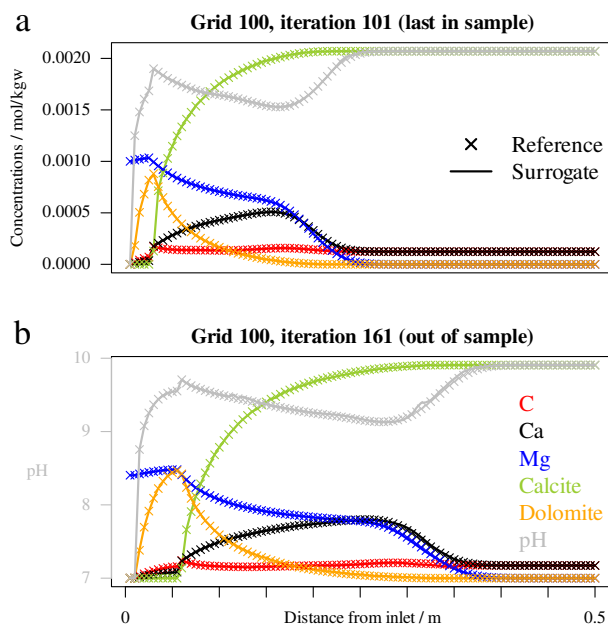 a
Grid 100, iteration 101 (last in sample)
Concentrations / mol/kgw
0.0020
0.0015
0.0010
0.0005
0.0000
Reference
Surrogate
b
Grid 100, iteration 161 (out of sample)
pH
10
9
8
7
C
Ca
Mg
Calcite
Dolomite
pH
0
Distance from inlet / m
0.5